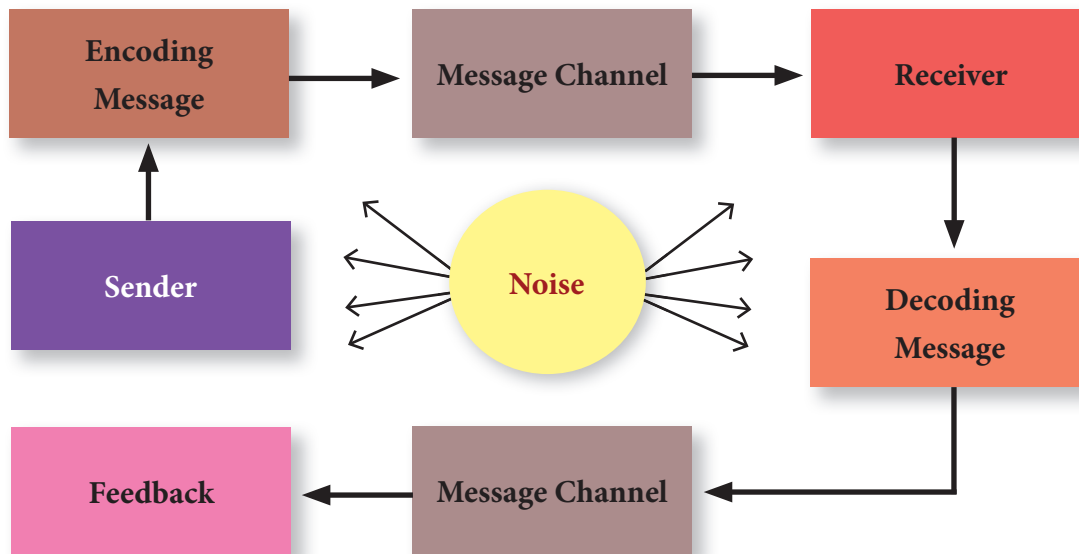 Encoding
Message
Message Channel
Receiver
Sender
Noise
Decoding
Message
Feedback
Message Channel